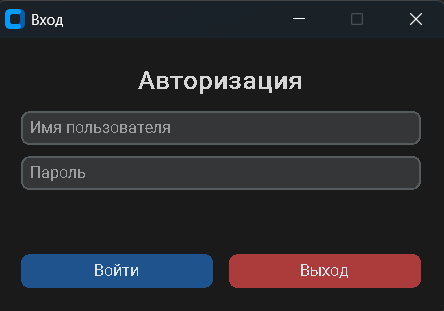 Вход
Авторизация
Имя пользователя
Пароль
Войти
Выход